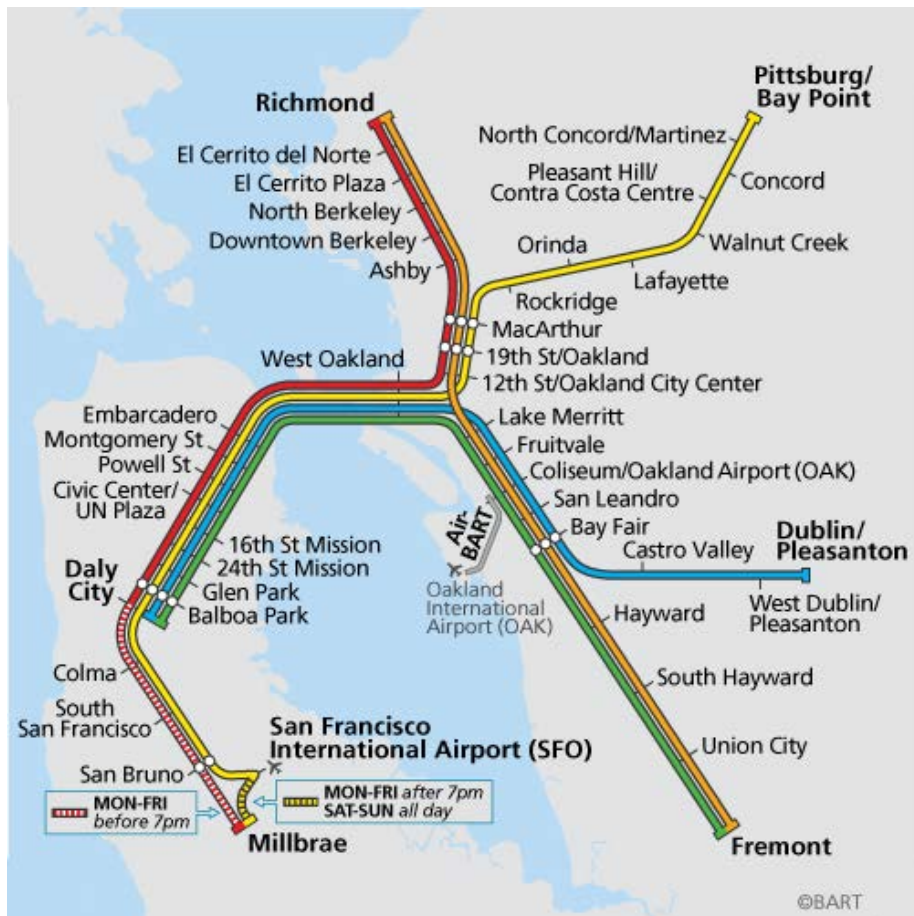 Richmond
El Cerrito del Norte
El Cerrito Plaza
North Berkeley
Downtown Berkeley
Ashby
Pittsburg/
Bay Point
North Concord/Martinez
Pleasant Hill/
Contra Costa Centre
Concord
Walnut Creek
Orinda
Lafayette
Rockridge
MacArthur
19th St/Oakland
12th St/Oakland City Center
West Oakland
Embarcadero
Montgomery St
Powell St
Civic Center/
UN Plaza
16th St Mission
24th St Mission
Glen Park
Balboa Park
Daly
City
Colma
South
San Francisco
San Bruno
San Francisco
International Airport (SFO)
MON-FRI
before 7pm
MON-FRI after 7pm
SAT-SUN all day
Millbrae
Lake Merritt
Fruitvale
Coliseum/Oakland Airport (OAK)
San Leandro
Bay Fair
Air-
BART
Oakland
International
Airport (OAK)
Castro Valley
Dublin/
Pleasanton
West Dublin/
Pleasanton
Hayward
South Hayward
Union City
Fremont
©BART